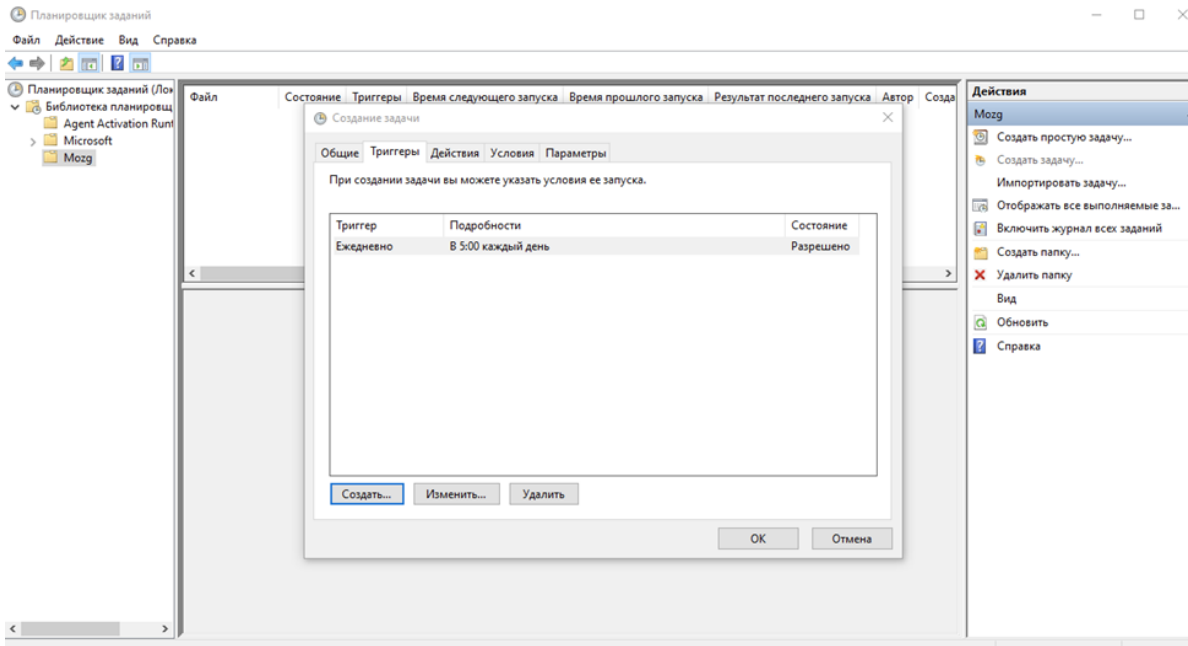 Планировщик заданий
Файл Действие Вид Справка
Планировщик заданий (Лок
Библиотека планировщ
Agent Activation Runt
Microsoft
Mozg
Файл Состояние Триггеры Время следующего запуска Время прошлого запуска Результат последнего запуска Автор Созда
Создание задачи
Общие Триггеры Действия Условия Параметры
При создании задачи вы можете указать условия ее запуска.
Триггер Подробности Состояние
Ежедневно В 5:00 каждый день Разрешено
Создать... Изменить... Удалить
ОК Отмена
Действия
Mozg
Создать простую задачу...
Создать задачу...
Импортировать задачу...
Отображать все выполняемые за...
Включить журнал всех заданий
Создать папку...
Удалить папку
Вид
Обновить
Справка